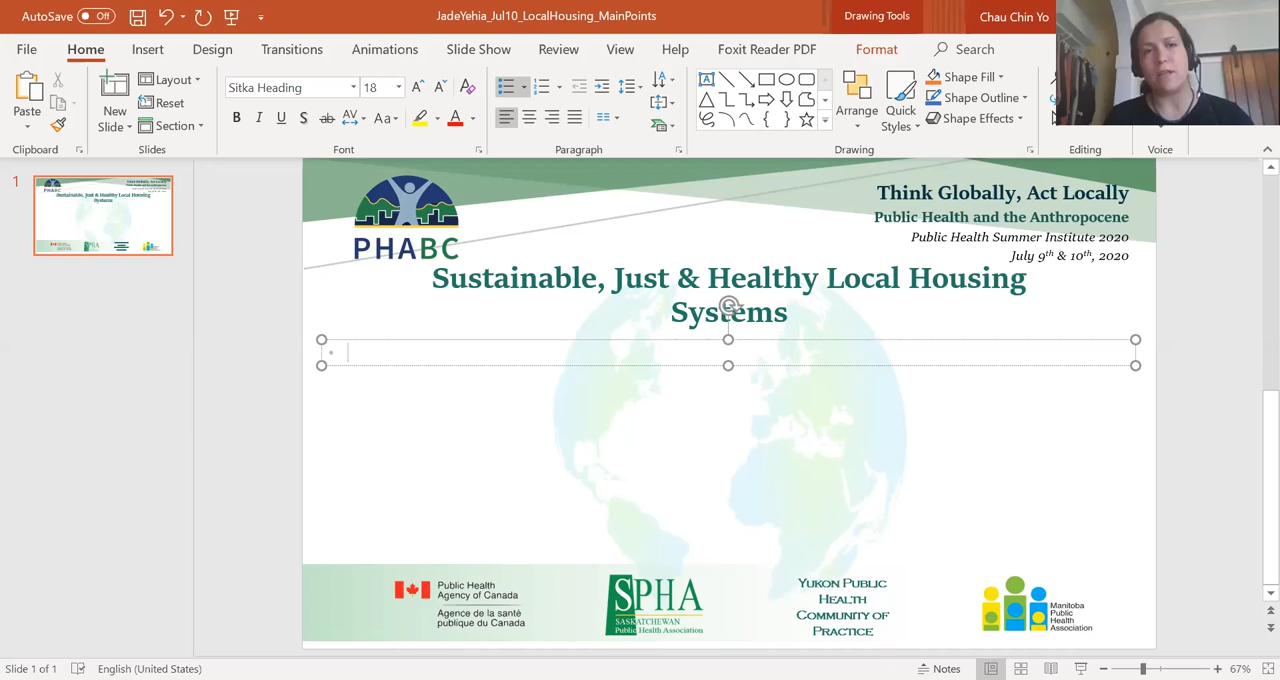 AutoSave Off
JadeYehia_Jul10_LocalHousing_MainPoints
Drawing Tools
Chau Chin Yo
File Home Insert Design Transitions Animations Slide Show Review View Help Foxit Reader PDF Format Search
Paste
New
Slide
Layout
Reset
Section
Sitka Heading 18
B I U S ab AV Aa A
Arrange
Quick
Styles
Shape Fill
Shape Outline
Shape Effects
Clipboard Slides Font Paragraph Drawing Editing Voice
1
PHABC
Think Globally, Act Locally
Public Health and the Anthropocene
Public Health Summer Institute 2020
July 9th & 10th, 2020
Sustainable, Just & Healthy Local Housing
Systems
Public Health
Agency of Canada
Agence de la santé
publique du Canada
SPHA
SASKATCHEWAN
Public Health Association
Yukon Public
Health
Community of
Practice
Manitoba
Public
Health
Association
Slide 1 of 1 English (United States) Notes 67%